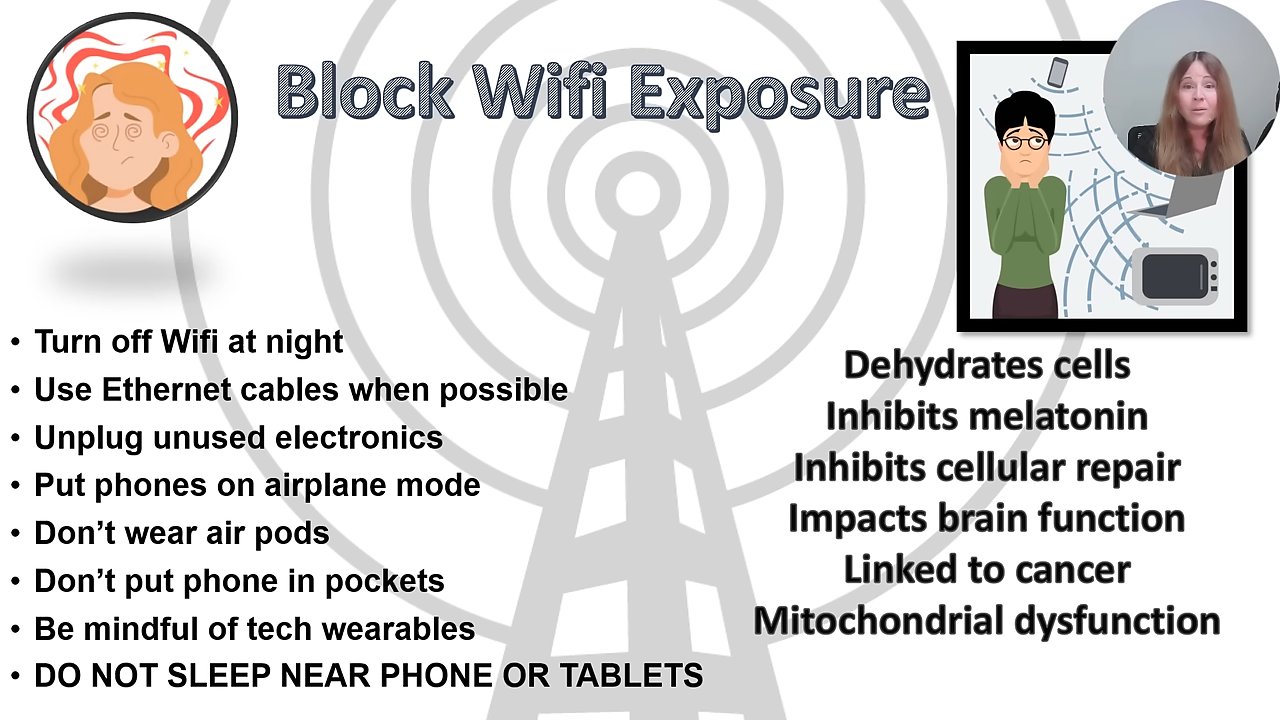 Block Wifi Exposure
• Turn off Wifi at night
• Use Ethernet cables when possible
• Unplug unused electronics
• Put phones on airplane mode
• Don’t wear air pods
• Don’t put phone in pockets
• Be mindful of tech wearables
• DO NOT SLEEP NEAR PHONE OR TABLETS
Dehydrates cells
Inhibits melatonin
Inhibits cellular repair
Impacts brain function
Linked to cancer
Mitochondrial dysfunction